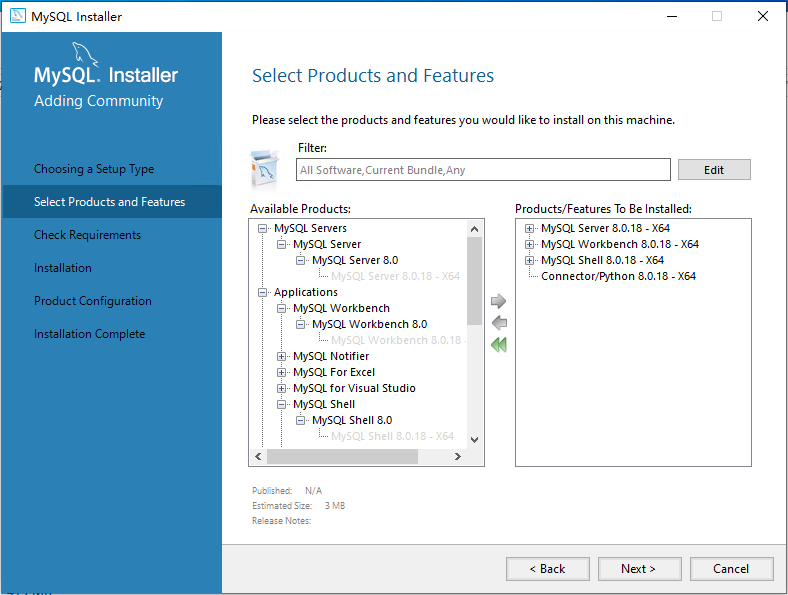 MySQL Installer
MySQL. Installer
Adding Community
Choosing a Setup Type
Select Products and Features
Check Requirements
Installation
Product Configuration
Installation Complete
Select Products and Features
Please select the products and features you would like to install on this machine.
Filter:
All Software,Current Bundle,Any
Edit
Available Products:
MySQL Servers
MySQL Server
MySQL Server 8.0
MySQL Server 8.0.18 - X64
Applications
MySQL Workbench
MySQL Workbench 8.0
MySQL Workbench 8.0.18 -
MySQL Notifier
MySQL For Excel
MySQL for Visual Studio
MySQL Shell
MySQL Shell 8.0
MySQL Shell 8.0.18 - X64
Products/Features To Be Installed:
MySQL Server 8.0.18 - X64
MySQL Workbench 8.0.18 - X64
MySQL Shell 8.0.18 - X64
Connector/Python 8.0.18 - X64
Published: N/A
Estimated Size: 3 MB
Release Notes:
< Back
Next >
Cancel